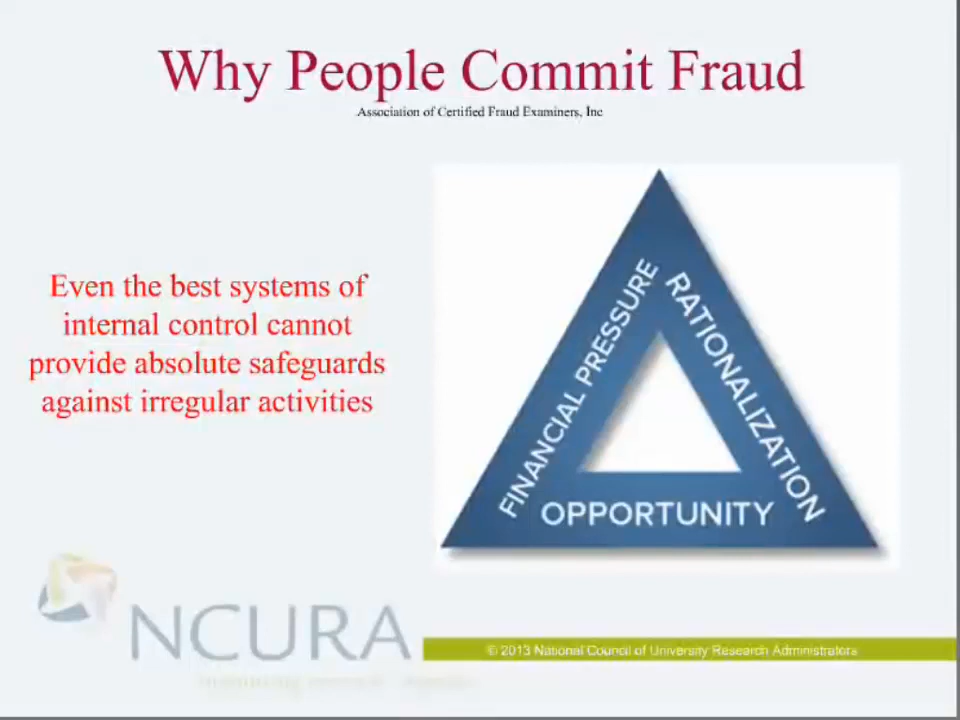 Why People Commit Fraud
Association of Certified Fraud Examiners, Inc
Even the best systems of
internal control cannot
provide absolute safeguards
against irregular activities
FINANCIAL PRESSURE
RATIONALIZATION
OPPORTUNITY
NCURA
© 2013 National Council of University Research Administrators